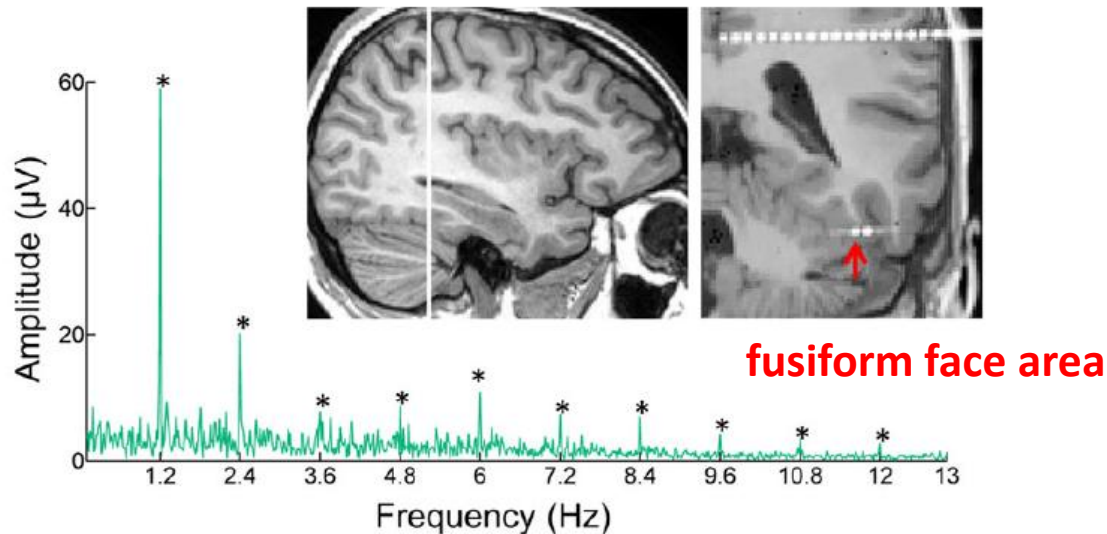 Amplitude (µV)
60
40
20
0
* * * * * * * * * *
1.2 2.4 3.6 4.8 6 7.2 8.4 9.6 10.8 12 13
Frequency (Hz)
fusiform face area